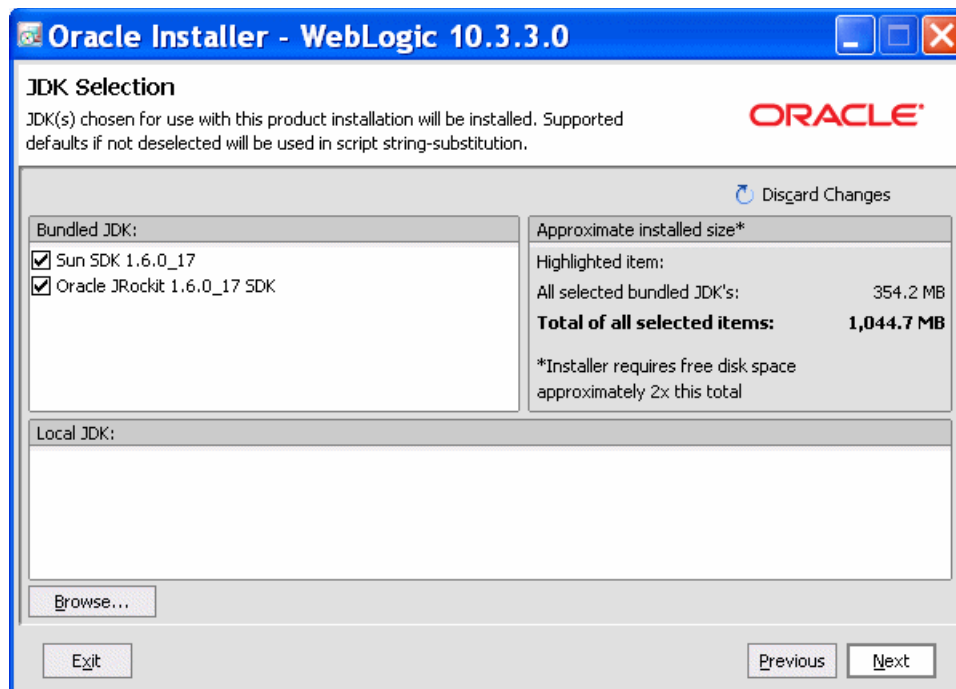 Oracle Installer - WebLogic 10.3.3.0
JDK Selection
JDK(s) chosen for use with this product installation will be installed. Supported
defaults if not deselected will be used in script string-substitution.
ORACLE
Discard Changes
Bundled JDK:
Sun SDK 1.6.0_17
Oracle JRockit 1.6.0_17 SDK
Approximate installed size*
Highlighted item:
All selected bundled JDK's: 354.2 MB
Total of all selected items: 1,044.7 MB
*Installer requires free disk space
approximately 2x this total
Local JDK:
Browse...
Exit
Previous
Next